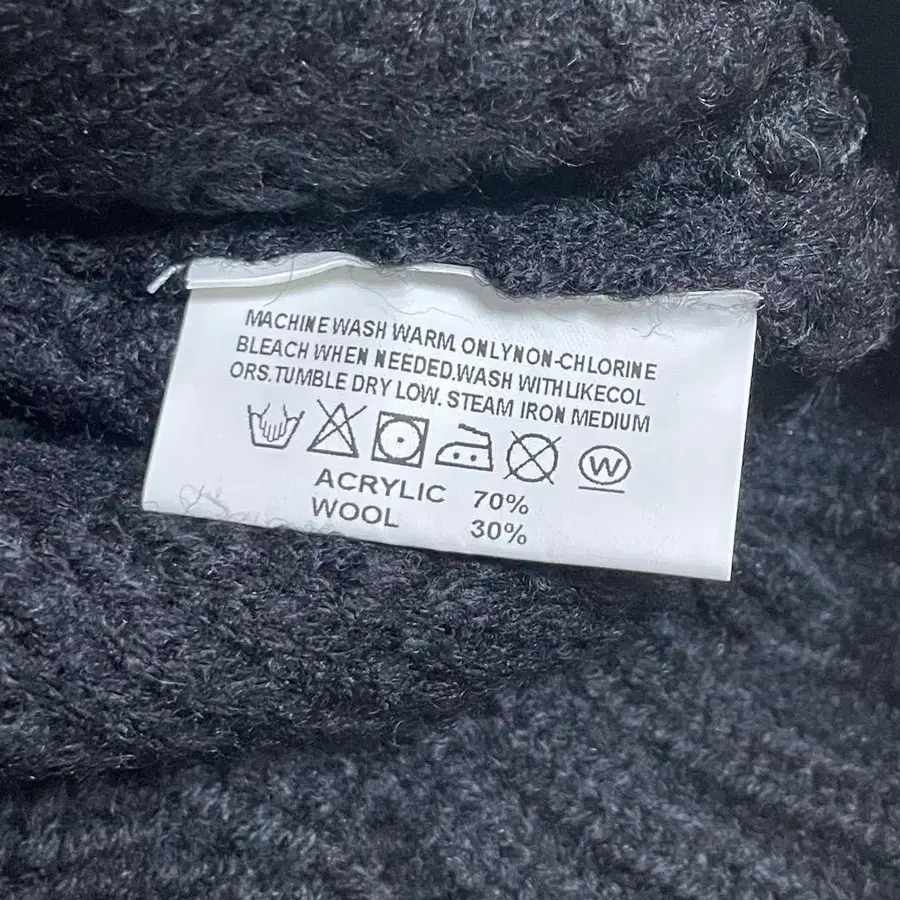 MACHINE WASH WARM. ONLYNON-CHLORINE
BLEACH WHEN NEEDED.WASH WITHLIKECOL
ORS.TUMBLE DRY LOW. STEAM IRON MEDIUM
W
ACRYLIC 70%
WOOL 30%